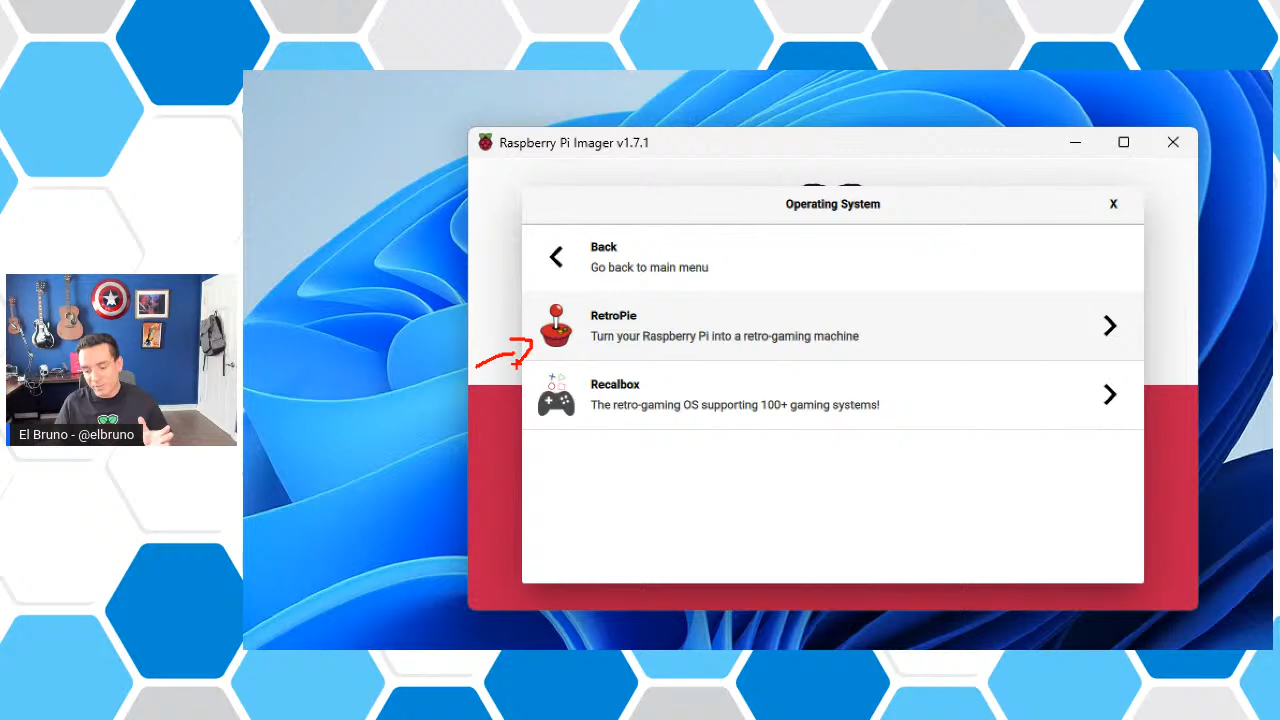 Raspberry Pi Imager v1.7.1
Operating System
X
Back
Go back to main menu
RetroPie
Turn your Raspberry Pi into a retro-gaming machine
Recalbox
The retro-gaming OS supporting 100+ gaming systems!
El Bruno - @elbruno